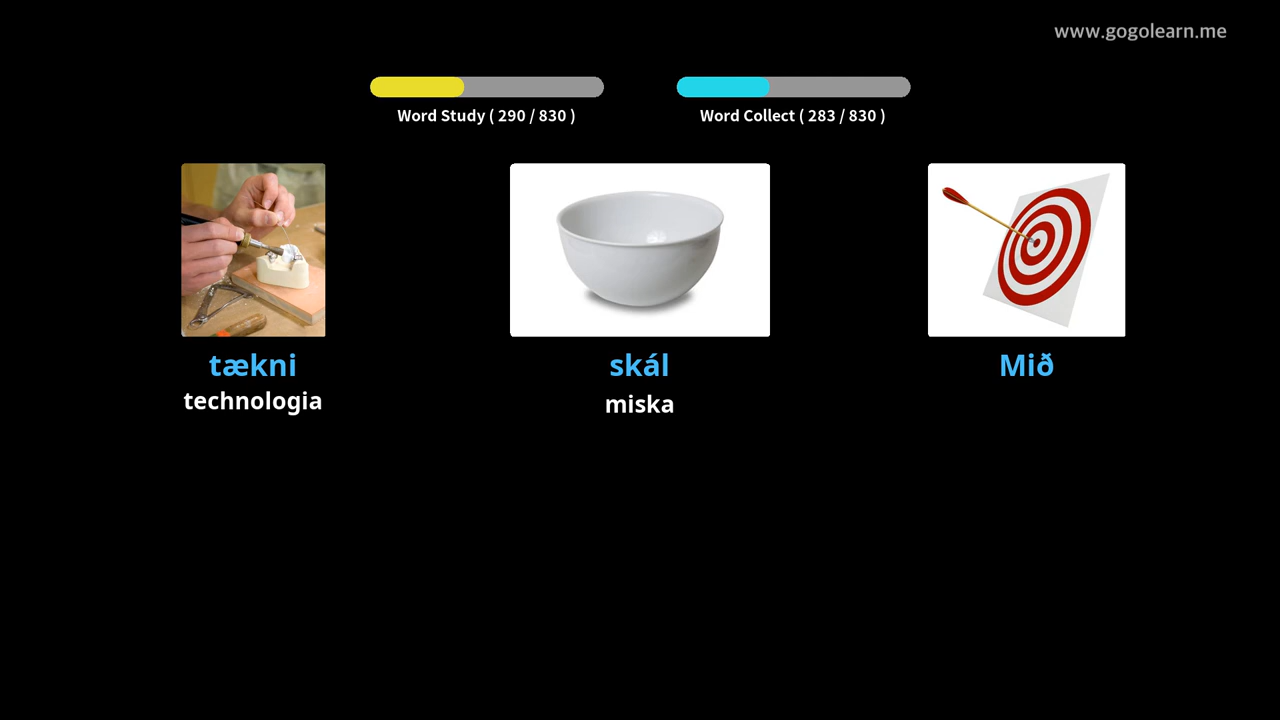 www.gogolearn.me
Word Study ( 290 / 830 )
Word Collect ( 283 / 830 )
tækni
technologia
skál
miska
Mið